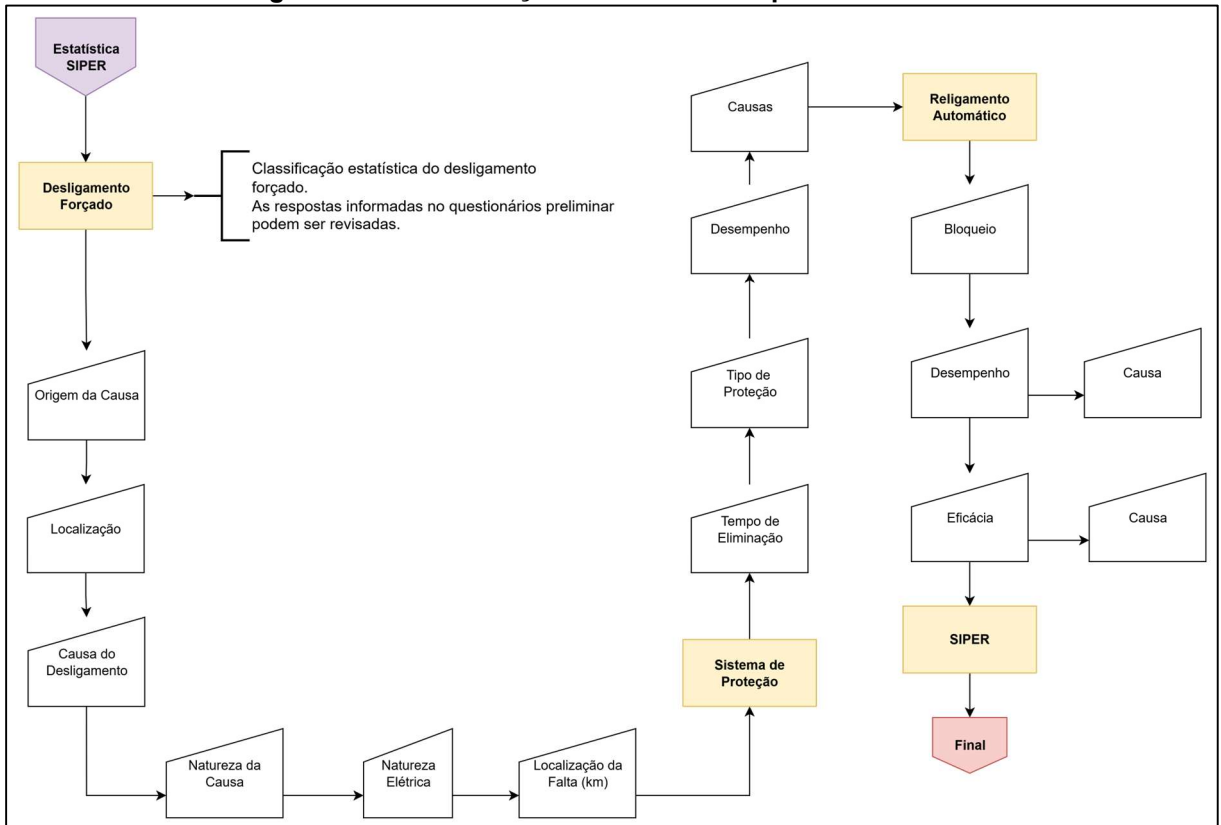 Estatística
SIPER
Desligamento
Forçado
Classificação estatística do desligamento
forçado.
As respostas informadas no questionários preliminar
podem ser revisadas.
Origem da Causa
Localização
Causa do
Desligamento
Natureza da
Causa
Natureza
Elétrica
Localização da
Falta (km)
Sistema de
Proteção
Tempo de
Eliminação
Tipo de
Proteção
Desempenho
Causas
Religamento
Automático
Bloqueio
Desempenho
Causa
Eficácia
Causa
SIPER
Final